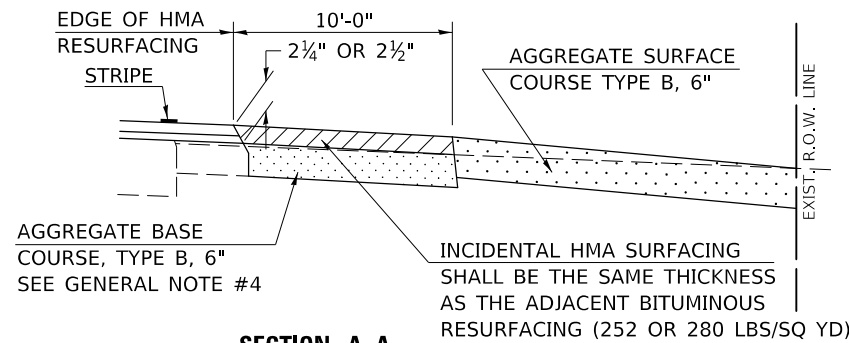 EDGE OF HMA
RESURFACING
10'-0"
2¼" OR 2½"
STRIPE
AGGREGATE SURFACE
COURSE TYPE B, 6"
EXIST. R.O.W. LINE
AGGREGATE BASE
COURSE, TYPE B, 6"
SEE GENERAL NOTE #4
INCIDENTAL HMA SURFACING
SHALL BE THE SAME THICKNESS
AS THE ADJACENT BITUMINOUS
RESURFACING (252 OR 280 LBS/SQ YD)
SECTION A-A